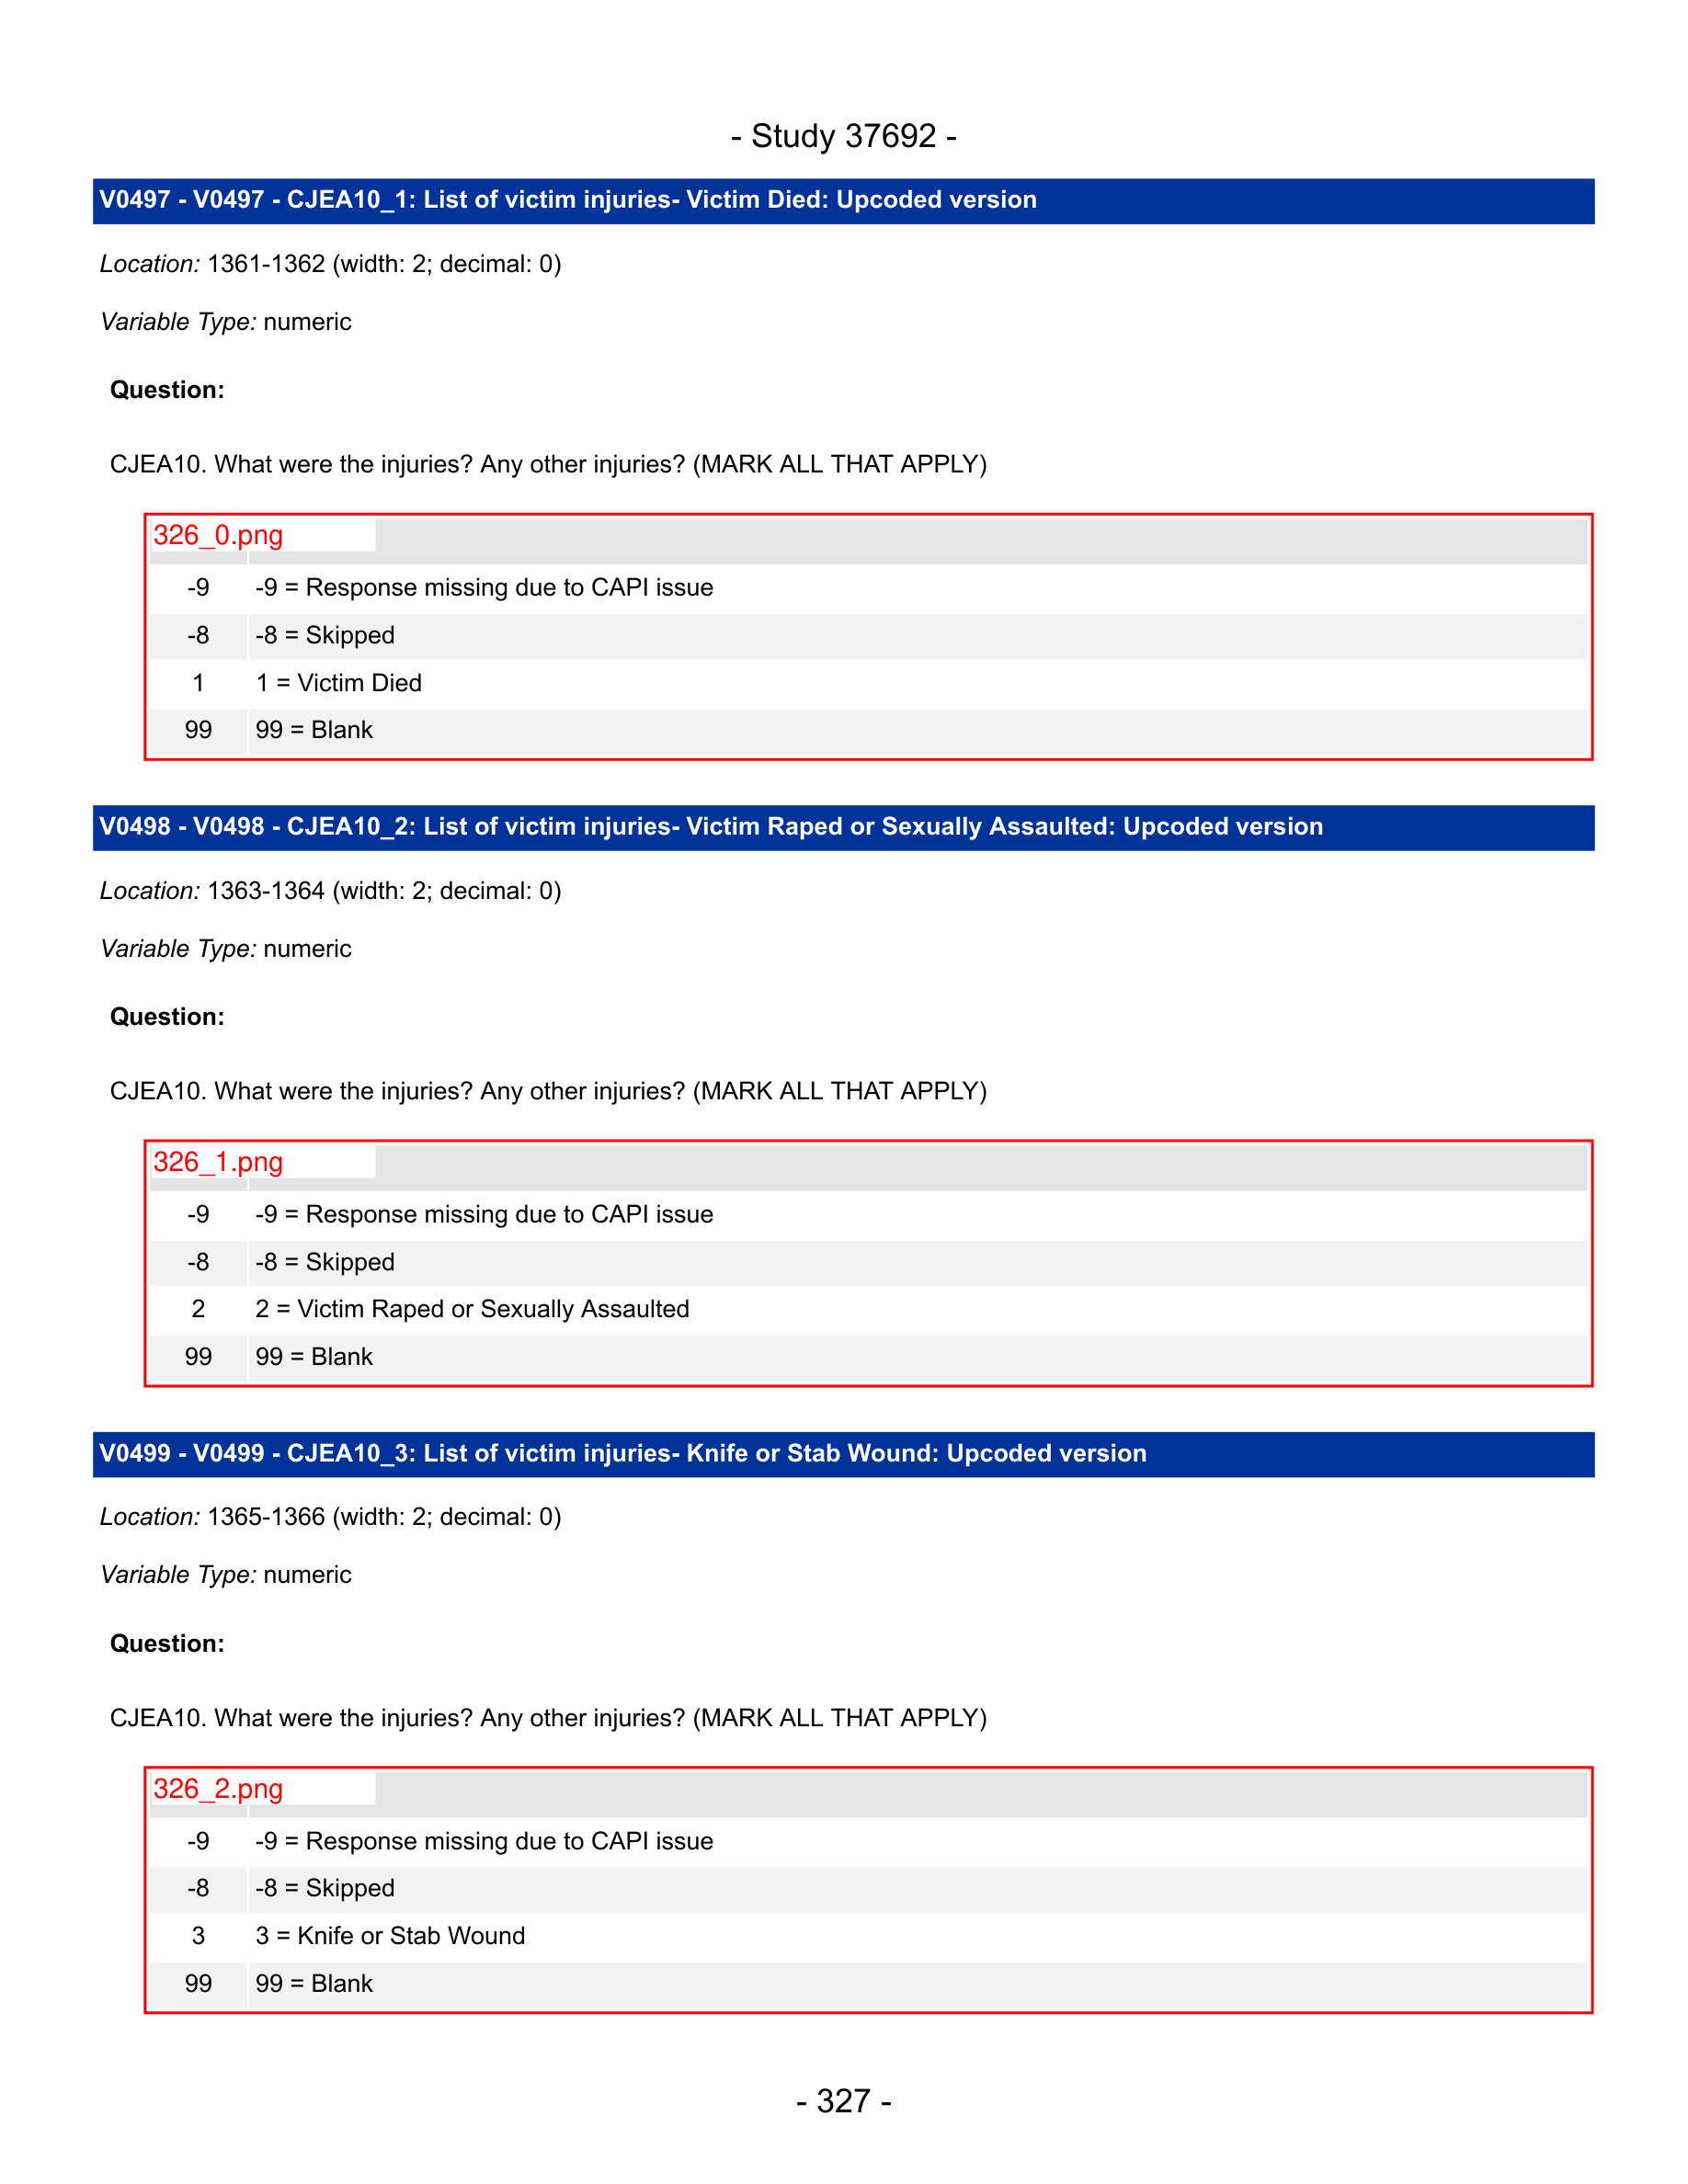 - Study 37692 -
V0497 - V0497 - CJEA10_1: List of victim injuries- Victim Died: Upcoded version
Location: 1361-1362 (width: 2; decimal: 0)
Variable Type: numeric
Question:
CJEA10. What were the injuries? Any other injuries? (MARK ALL THAT APPLY)
326_0.png
-9 -9 = Response missing due to CAPI issue
-8 -8 = Skipped
1 1 = Victim Died
99 99 = Blank
V0498 - V0498 - CJEA10_2: List of victim injuries- Victim Raped or Sexually Assaulted: Upcoded version
Location: 1363-1364 (width: 2; decimal: 0)
Variable Type: numeric
Question:
CJEA10. What were the injuries? Any other injuries? (MARK ALL THAT APPLY)
326_1.png
-9 -9 = Response missing due to CAPI issue
-8 -8 = Skipped
2 2 = Victim Raped or Sexually Assaulted
99 99 = Blank
V0499 - V0499 - CJEA10_3: List of victim injuries- Knife or Stab Wound: Upcoded version
Location: 1365-1366 (width: 2; decimal: 0)
Variable Type: numeric
Question:
CJEA10. What were the injuries? Any other injuries? (MARK ALL THAT APPLY)
326_2.png
-9 -9 = Response missing due to CAPI issue
-8 -8 = Skipped
3 3 = Knife or Stab Wound
99 99 = Blank
- 327 -